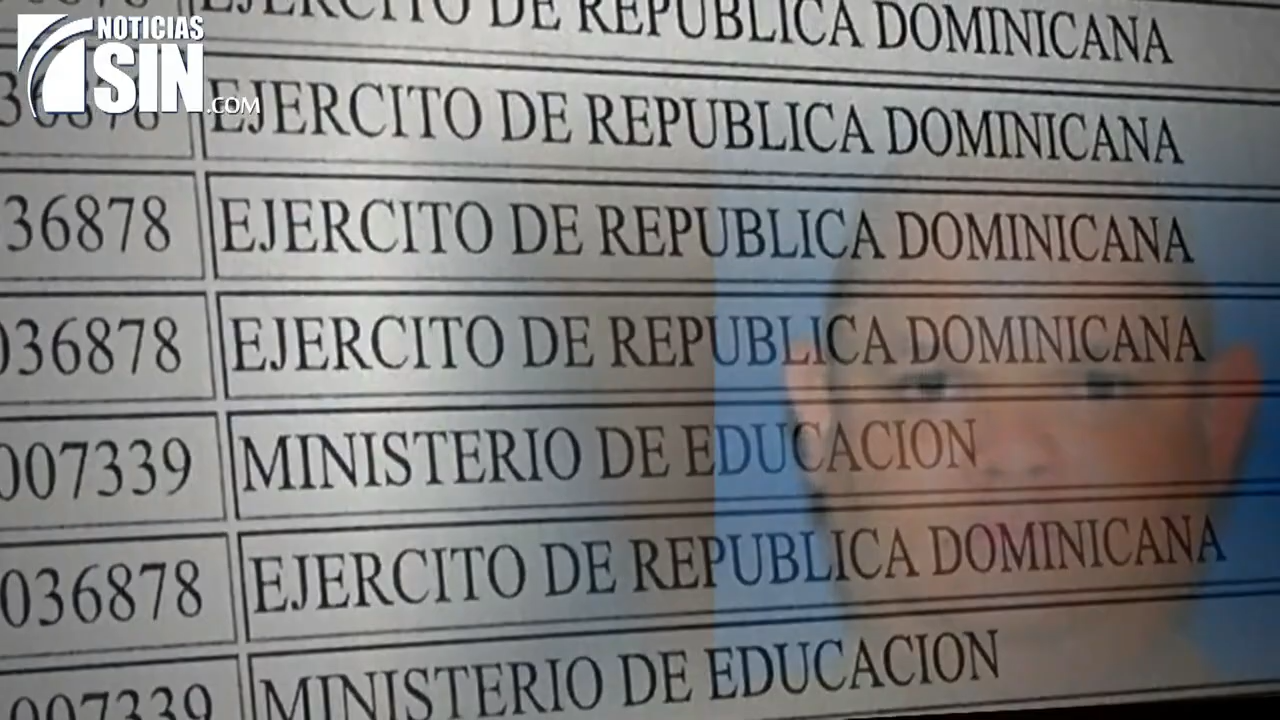 NOTICIAS
SIN
.COM
EJERCITO DE REPUBLICA DOMINICANA
EJERCITO DE REPUBLICA DOMINICANA
36878 EJERCITO DE REPUBLICA DOMINICANA
036878 EJERCITO DE REPUBLICA DOMINICANA
007339 MINISTERIO DE EDUCACION
036878 EJERCITO DE REPUBLICA DOMINICANA
007339 MINISTERIO DE EDUCACION